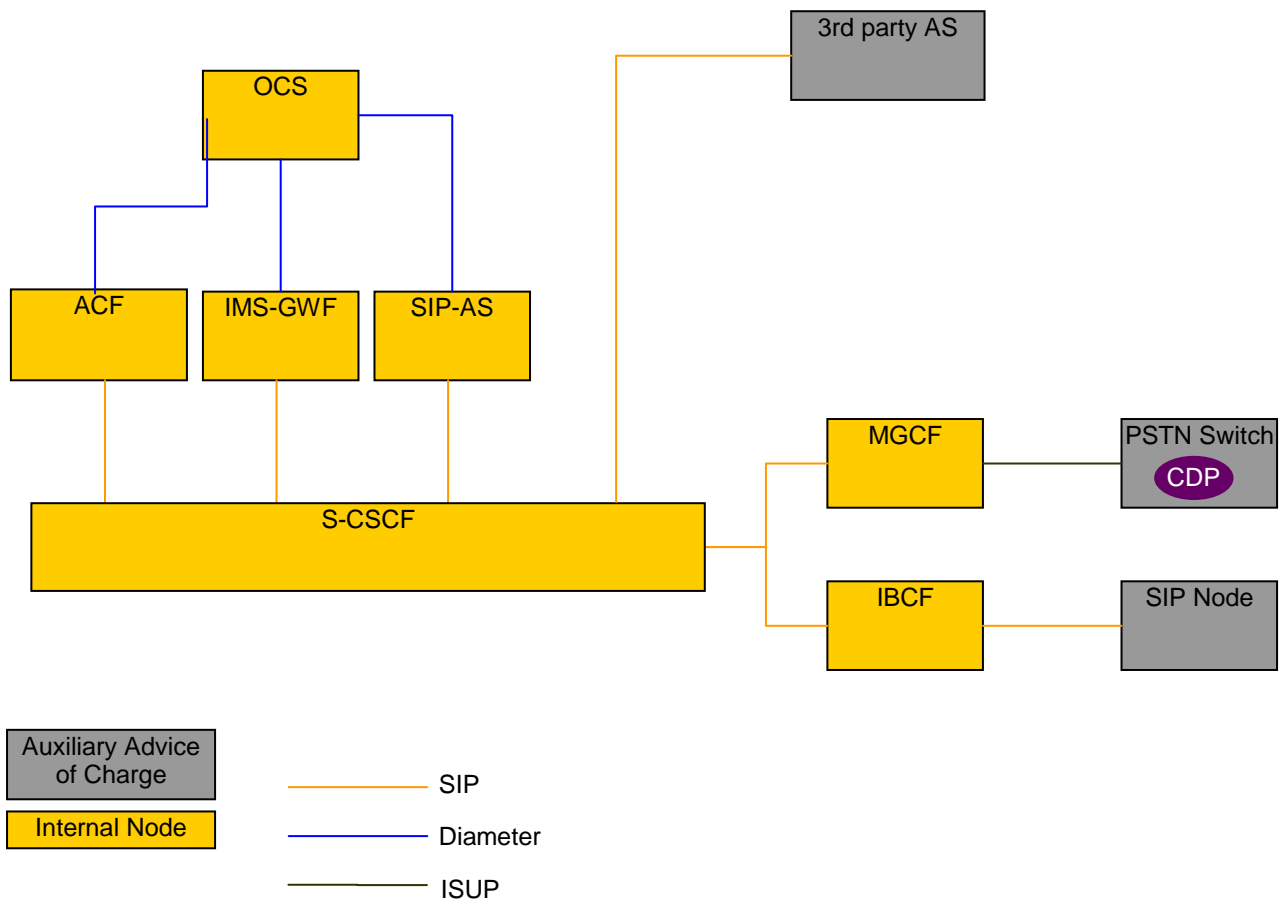 3rd party AS
OCS
ACF
IMS-GWF
SIP-AS
MGCF
PSTN Switch
CDP
S-CSCF
IBCF
SIP Node
Auxiliary Advice
of Charge
Internal Node
SIP
Diameter
ISUP